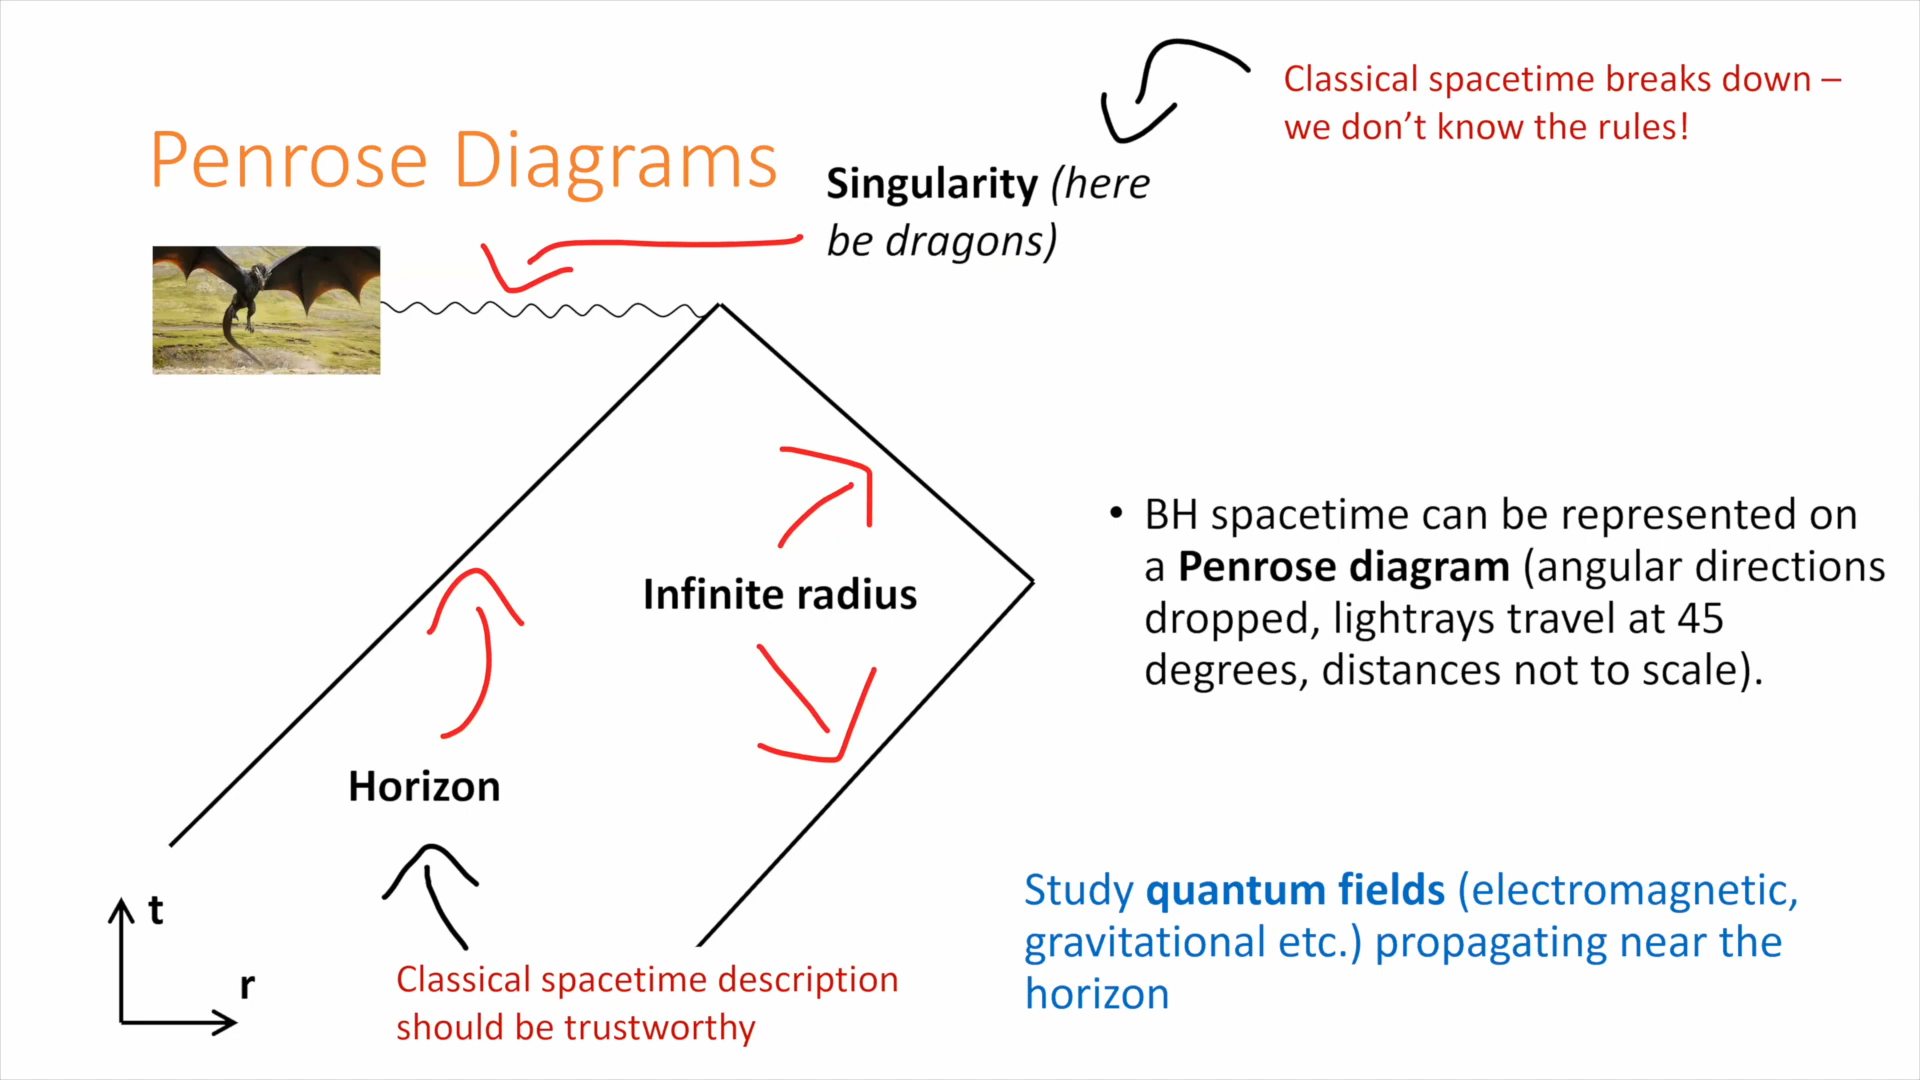 Classical spacetime breaks down –
we don’t know the rules!
Penrose Diagrams
Singularity (here
be dragons)
Infinite radius
• BH spacetime can be represented on
a Penrose diagram (angular directions
dropped, lightrays travel at 45
degrees, distances not to scale).
Horizon
t
r
Classical spacetime description
should be trustworthy
Study quantum fields (electromagnetic,
gravitational etc.) propagating near the
horizon